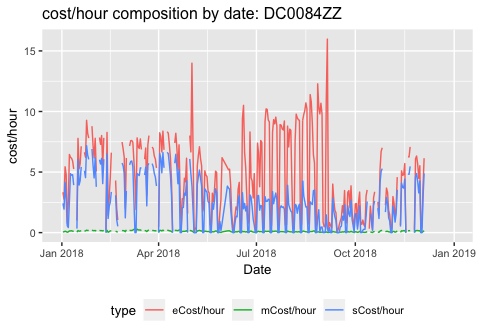 cost/hour composition by date: DC0084ZZ
cost/hour
15
10
5
0
Jan 2018 Apr 2018 Jul 2018 Oct 2018 Jan 2019
Date
type eCost/hour mCost/hour sCost/hour